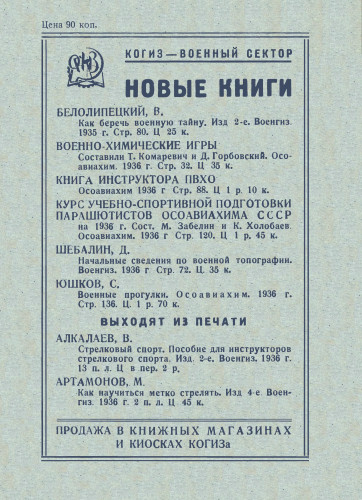 Цена 90 коп.
КОГИЗ—ВОЕННЫЙ СЕКТОР
НОВЫЕ КНИГИ
БЕЛОЛИПЕЦКИЙ, В.
Как беречь военную тайну. Изд 2-е. Воениз.
1935 г. Стр. 80. Ц 25 к.
ВОЕННО-ХИМИЧЕСКИЕ ИГРЫ
Составили Т. Комаревич и Д. Горбовский. Осо-
авиахим. 1936 г Стр. 32. Ц 35 к.
КНИГА ИНСТРУКТОРА ПВХО
Осоавиахим 1936 г Стр. 88. Ц 1 р. 10 к.
КУРС УЧЕБНО-СПОРТИВНОЙ ПОДГОТОВКИ
ПАРАШЮТИСТОВ ОСОАВИАХИМА СССР
на 1936 г. Сост. М. Забелин и К. Холобаев.
Осоавиахим. 1936 г Стр. 120, Ц 1 р. 45 к.
ШЕБАЛИН, Д.
Начальные сведения по военной топографии.
Воениз. 1936 г Стр. 72. Ц 35 к.
ЮШКОВ, С.
Военные прогулки. Осоавиахим. 1936 г.
Стр. 136. Ц 1 р. 70 к.
ВЫХОДЯТ ИЗ ПЕЧАТИ
АЛКАЛАЕВ, В.
Стрелковый спорт. Пособие для инструкторов
стрелкового спорта. Изд. 2-е. Воениз. 1936 г.
13 п. л. Ц в пер. 2 р,
АРТАМОНОВ, М.
Как научиться метко стрелять. Изд 4-е Воен-
гиз. 1936 г 2 п. л. Ц 45 к.
ПРОДАЖА В КНИЖНЫХ МАГАЗИНАХ
И КИОСКАХ КОГИЗа